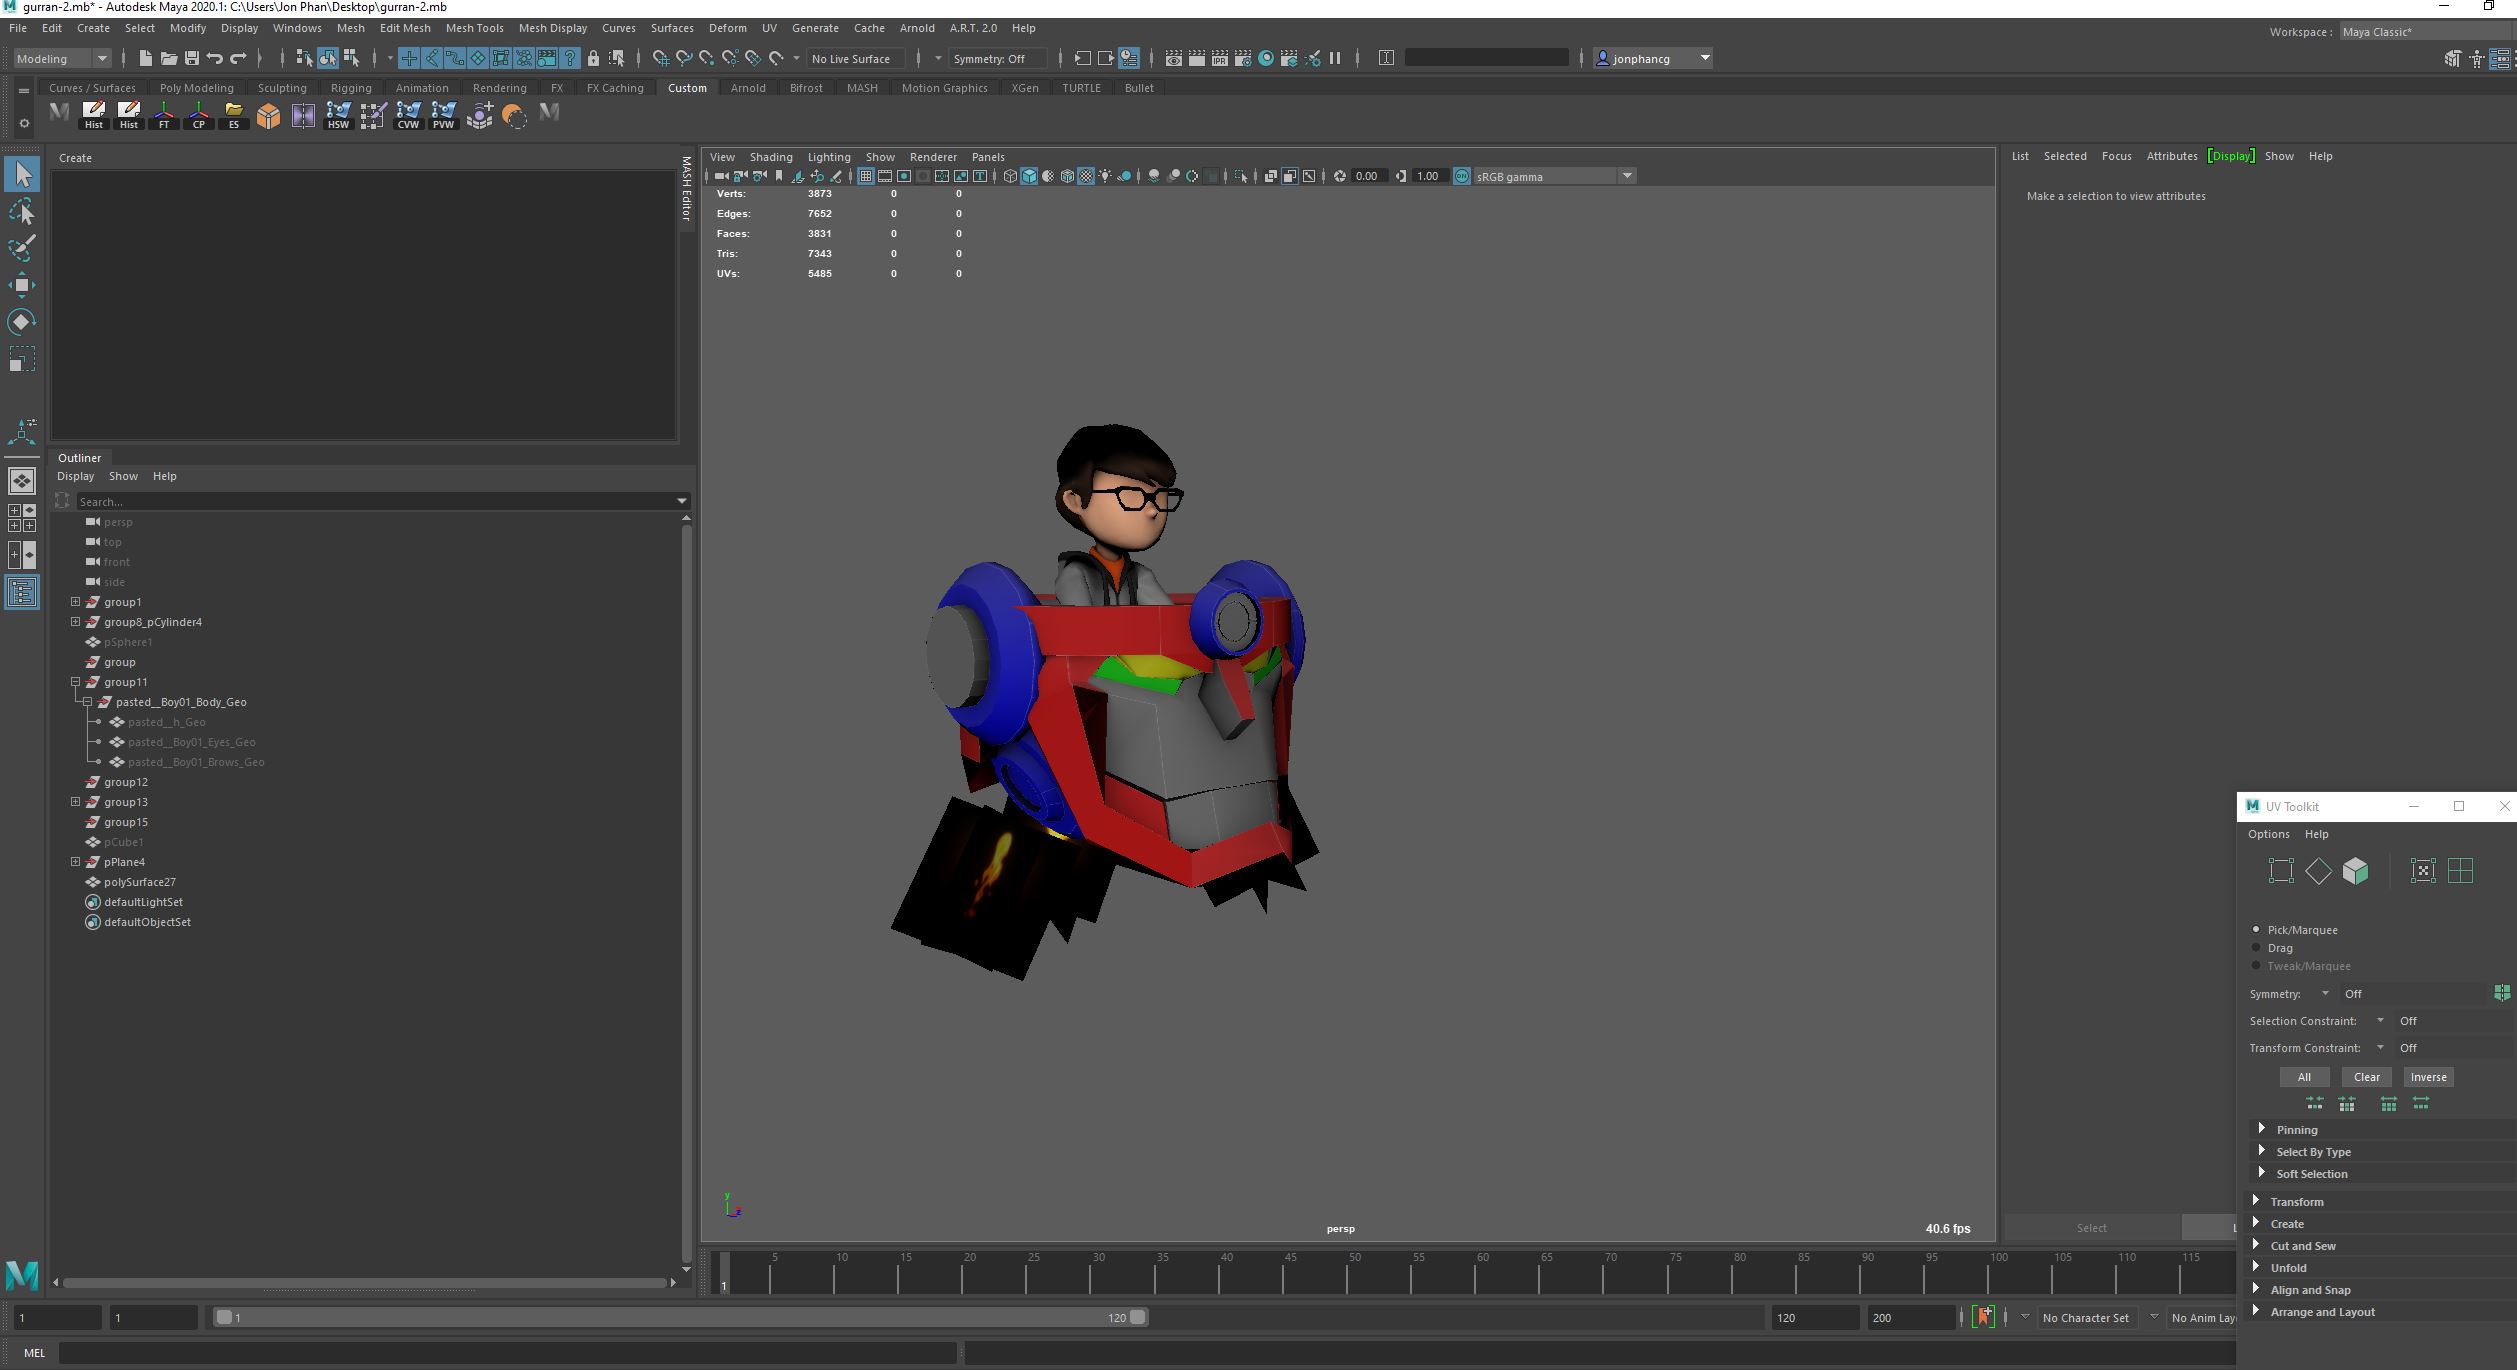 gurran-2.mb* - Autodesk Maya 2020.1: C:\Users\Jon Phan\Desktop\gurran-2.mb
File Edit Create Select Modify Display Windows Mesh Edit Mesh Mesh Tools Mesh Display Curves Surfaces Deform UV Generate Cache Arnold A.R.T. 2.0 Help
Workspace : Maya Classic*
Modeling No Live Surface Symmetry: Off IPR jonphancg
Curves / Surfaces Poly Modeling Sculpting Rigging Animation Rendering FX FX Caching Custom Arnold Bifrost MASH Motion Graphics XGen TURTLE Bullet
Hist Hist FT CP ES HSW CVW PVW
Create
MASH Editor
View Shading Lighting Show Renderer Panels
0.00 1.00 ON sRGB gamma
Verts: 3873 0 0
Edges: 7652 0 0
Faces: 3831 0 0
Tris: 7343 0 0
UVs: 5485 0 0
y
z
persp
40.6 fps
List Selected Focus Attributes Display Show Help
Make a selection to view attributes
Select
Outliner
Display Show Help
Search...
persp
top
front
side
group1
group8_pCylinder4
pSphere1
group
group11
pasted__Boy01_Body_Geo
pasted__h_Geo
pasted__Boy01_Eyes_Geo
pasted__Boy01_Brows_Geo
group12
group13
group15
pCube1
pPlane4
polySurface27
defaultLightSet
defaultObjectSet
UV Toolkit
Options Help
Pick/Marquee
Drag
Tweak/Marquee
Symmetry: Off
Selection Constraint: Off
Transform Constraint: Off
All Clear Inverse
Pinning
Select By Type
Soft Selection
Transform
Create
Cut and Sew
Unfold
Align and Snap
Arrange and Layout
1 5 10 15 20 25 30 35 40 45 50 55 60 65 70 75 80 85 90 95 100 105 110 115
1 1 1 120 120 200 No Character Set No Anim Lay
MEL